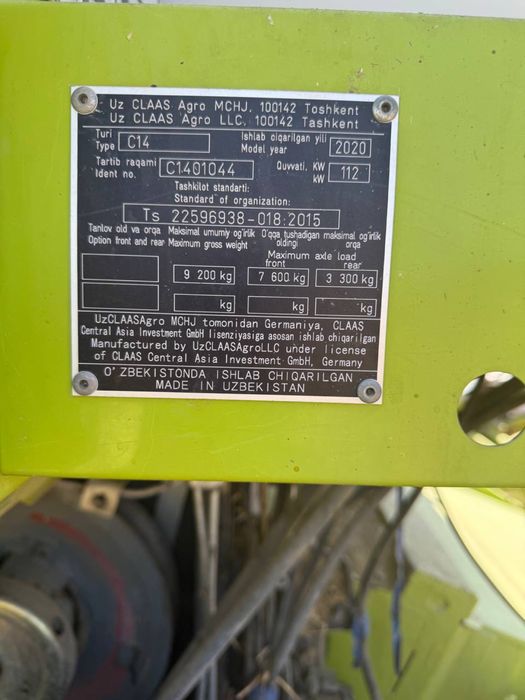 Uz CLAAS Agro MCHJ, 100142 Toshkent
Uz CLAAS Agro LLC, 100142 Tashkent
Turi
Type C14
Ishlab ciqarilgan yili
Model year 2020
Tartib raqami
Ident no. C1401044
Quvvati, KW
kW 112
Tashkilot standarti:
Standard of organization:
Ts 22596938-018:2015
Tanlov old va orqa Maksimal umumiy og'irlik O'qqa tushadigan maksimal og'irlik
oldingi orqa
Option front and rear Maximum gross weight Maximum axle load
front rear
9 200 kg 7 600 kg 3 300 kg
kg kg kg
UzCLAASAgro MCHJ tomonidan Germaniya, CLAAS
Central Asia Investment GmbH lisenziyasiga asosan ishlab chiqarilgan
Manufactured by UzCLAASAgroLLC under license
of CLAAS Central Asia Investment GmbH, Germany
O'ZBEKISTONDA ISHLAB CHIQARILGAN
MADE IN UZBEKISTAN